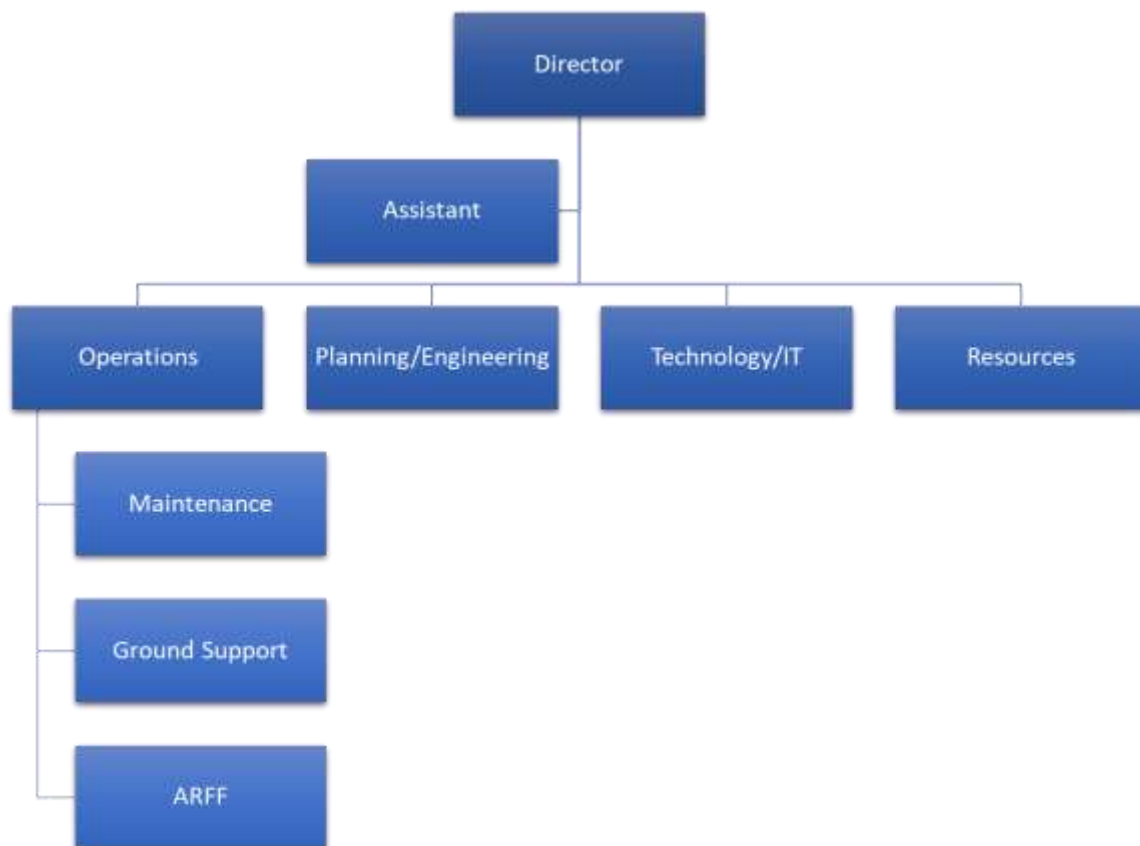 Director
Assistant
Operations
Planning/Engineering
Technology/IT
Resources
Maintenance
Ground Support
ARFF